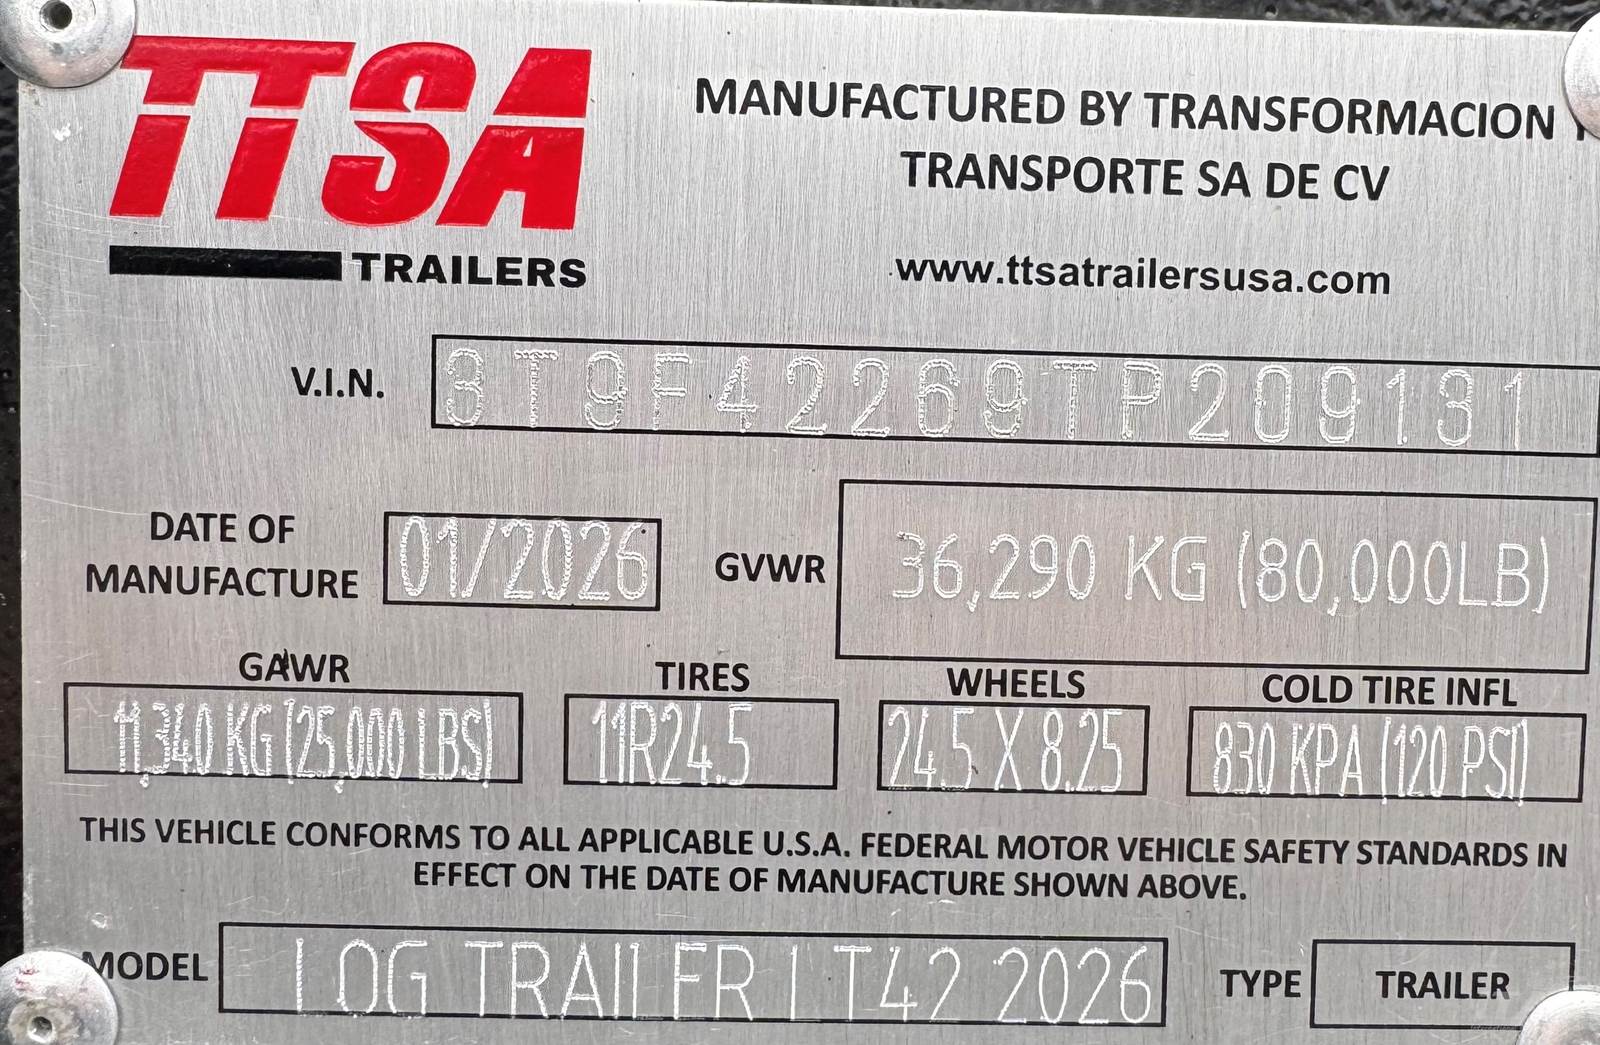 TTSA
TRAILERS
MANUFACTURED BY TRANSFORMACION
TRANSPORTE SA DE CV
www.ttsatrailersusa.com
V.I.N. 3T9F42269TP209131
DATE OF
MANUFACTURE 01/2026
GVWR 36,290 KG (80,000LB)
GAWR TIRES WHEELS COLD TIRE INFL
11,340 KG (25,000 LBS) 11R24.5 24.5 X 8.25 830 KPA (120 PSI)
THIS VEHICLE CONFORMS TO ALL APPLICABLE U.S.A. FEDERAL MOTOR VEHICLE SAFETY STANDARDS IN
EFFECT ON THE DATE OF MANUFACTURE SHOWN ABOVE.
MODEL LOG TRAILER LT42 2026 TYPE TRAILER